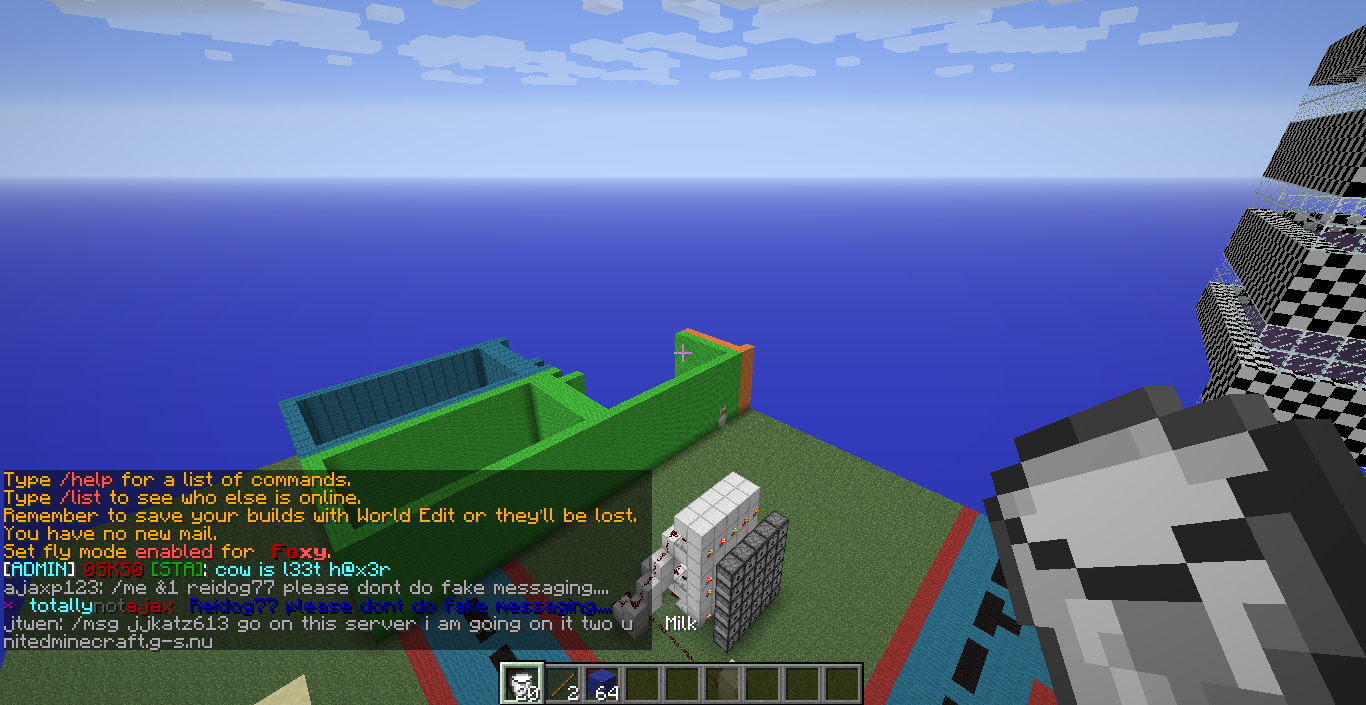 Type /help for a list of commands.
Type /list to see who else is online.
Remember to save your builds with World Edit or they'll be lost.
You have no new mail.
Set fly mode enabled for Foxy.
[ADMIN] 05K50 [STA]: cow is l33t h@x3r
ajaxp123: /me &1 reidog77 please dont do fake messaging....
* totallynotajax Reidog77 please dont do fake messaging....
jtwen: /msg jjkatz613 go on this server i am going on it two u
nitedminecraft.g-s.nu
Milk
20 2 64